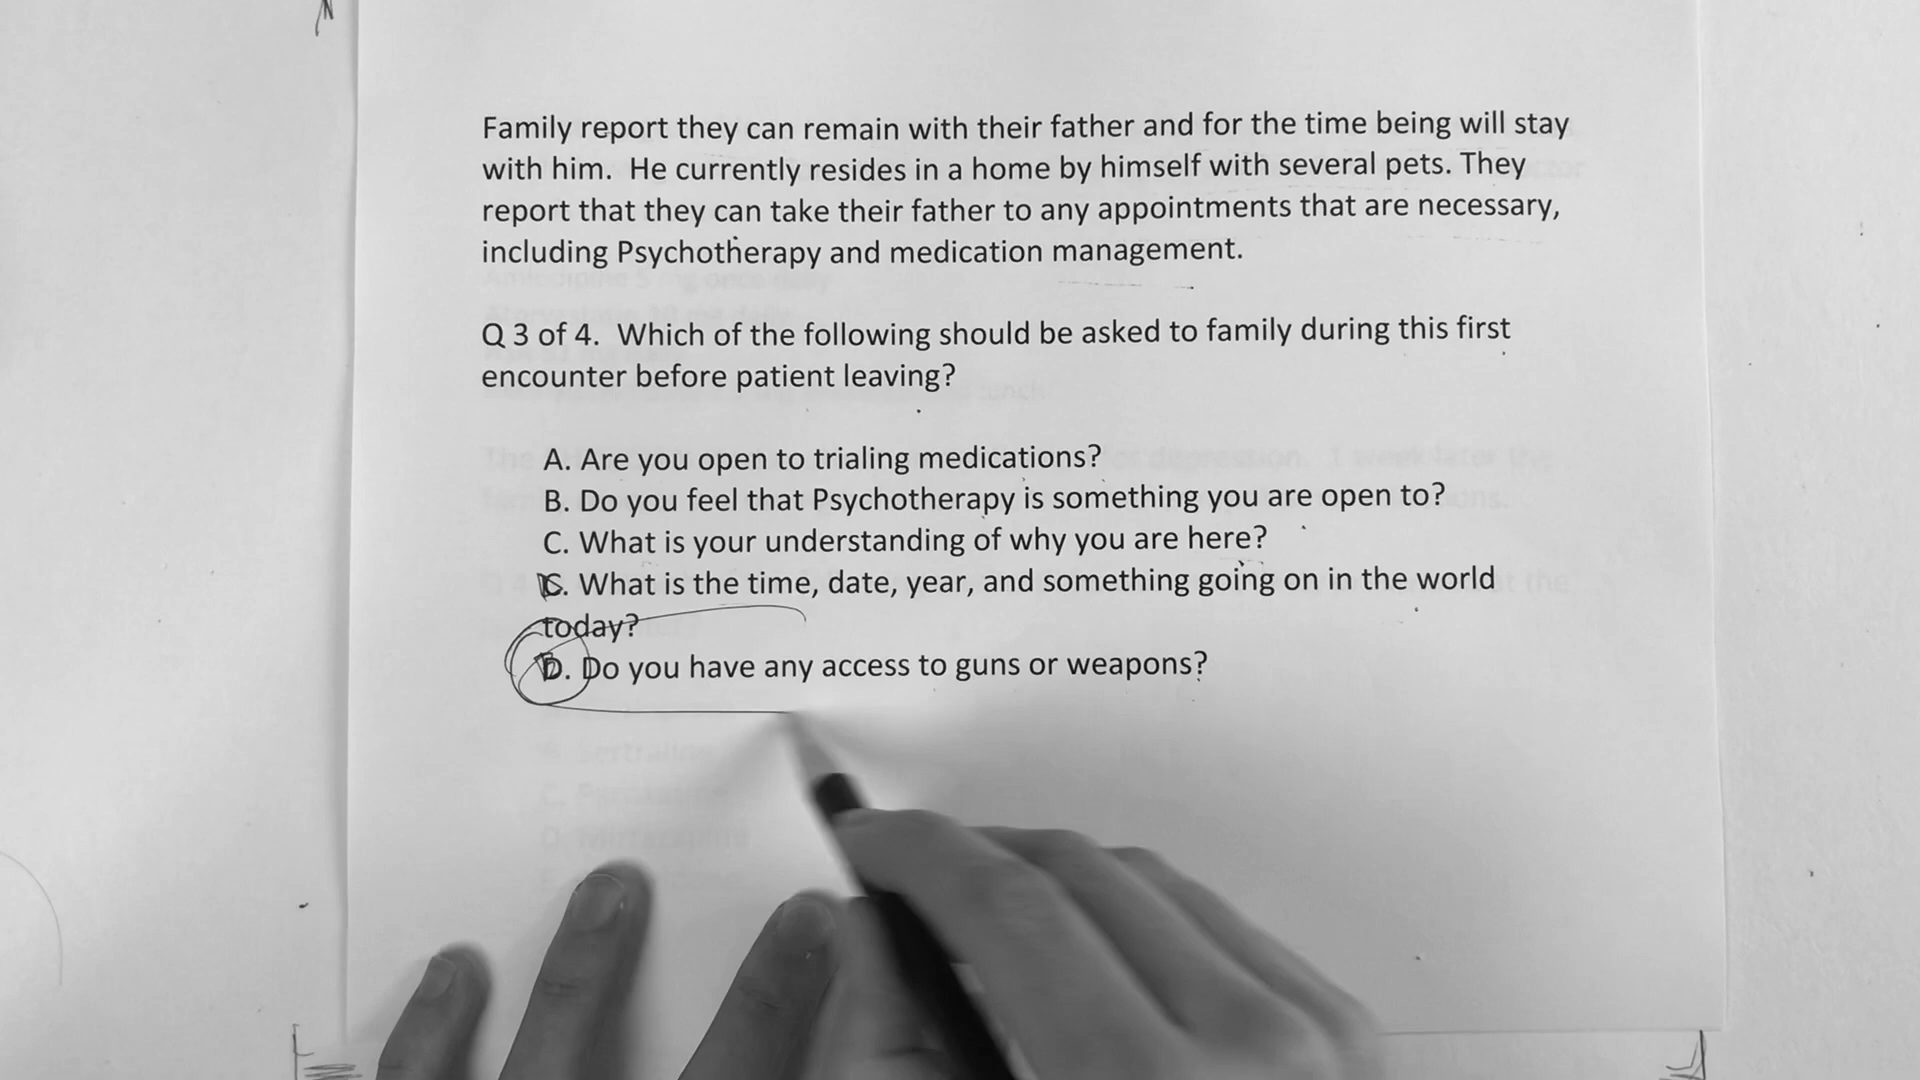 Family report they can remain with their father and for the time being will stay
with him. He currently resides in a home by himself with several pets. They
report that they can take their father to any appointments that are necessary,
including Psychotherapy and medication management.
Q 3 of 4. Which of the following should be asked to family during this first
encounter before patient leaving?
A. Are you open to trialing medications?
B. Do you feel that Psychotherapy is something you are open to?
C. What is your understanding of why you are here?
D. What is the time, date, year, and something going on in the world
today?
D. Do you have any access to guns or weapons?